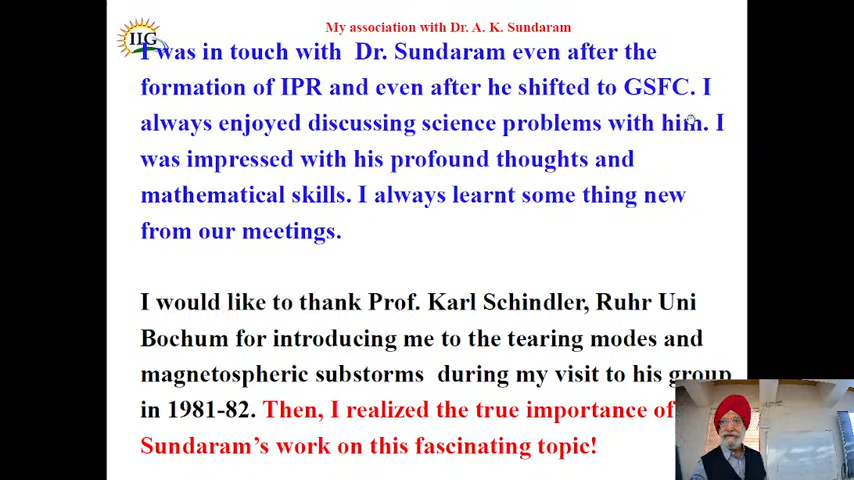 My association with Dr. A. K. Sundaram
IIG
I was in touch with Dr. Sundaram even after the
formation of IPR and even after he shifted to GSFC. I
always enjoyed discussing science problems with him. I
was impressed with his profound thoughts and
mathematical skills. I always learnt some thing new
from our meetings.
I would like to thank Prof. Karl Schindler, Ruhr Uni
Bochum for introducing me to the tearing modes and
magnetospheric substorms during my visit to his group
in 1981-82. Then, I realized the true importance of
Sundaram's work on this fascinating topic!